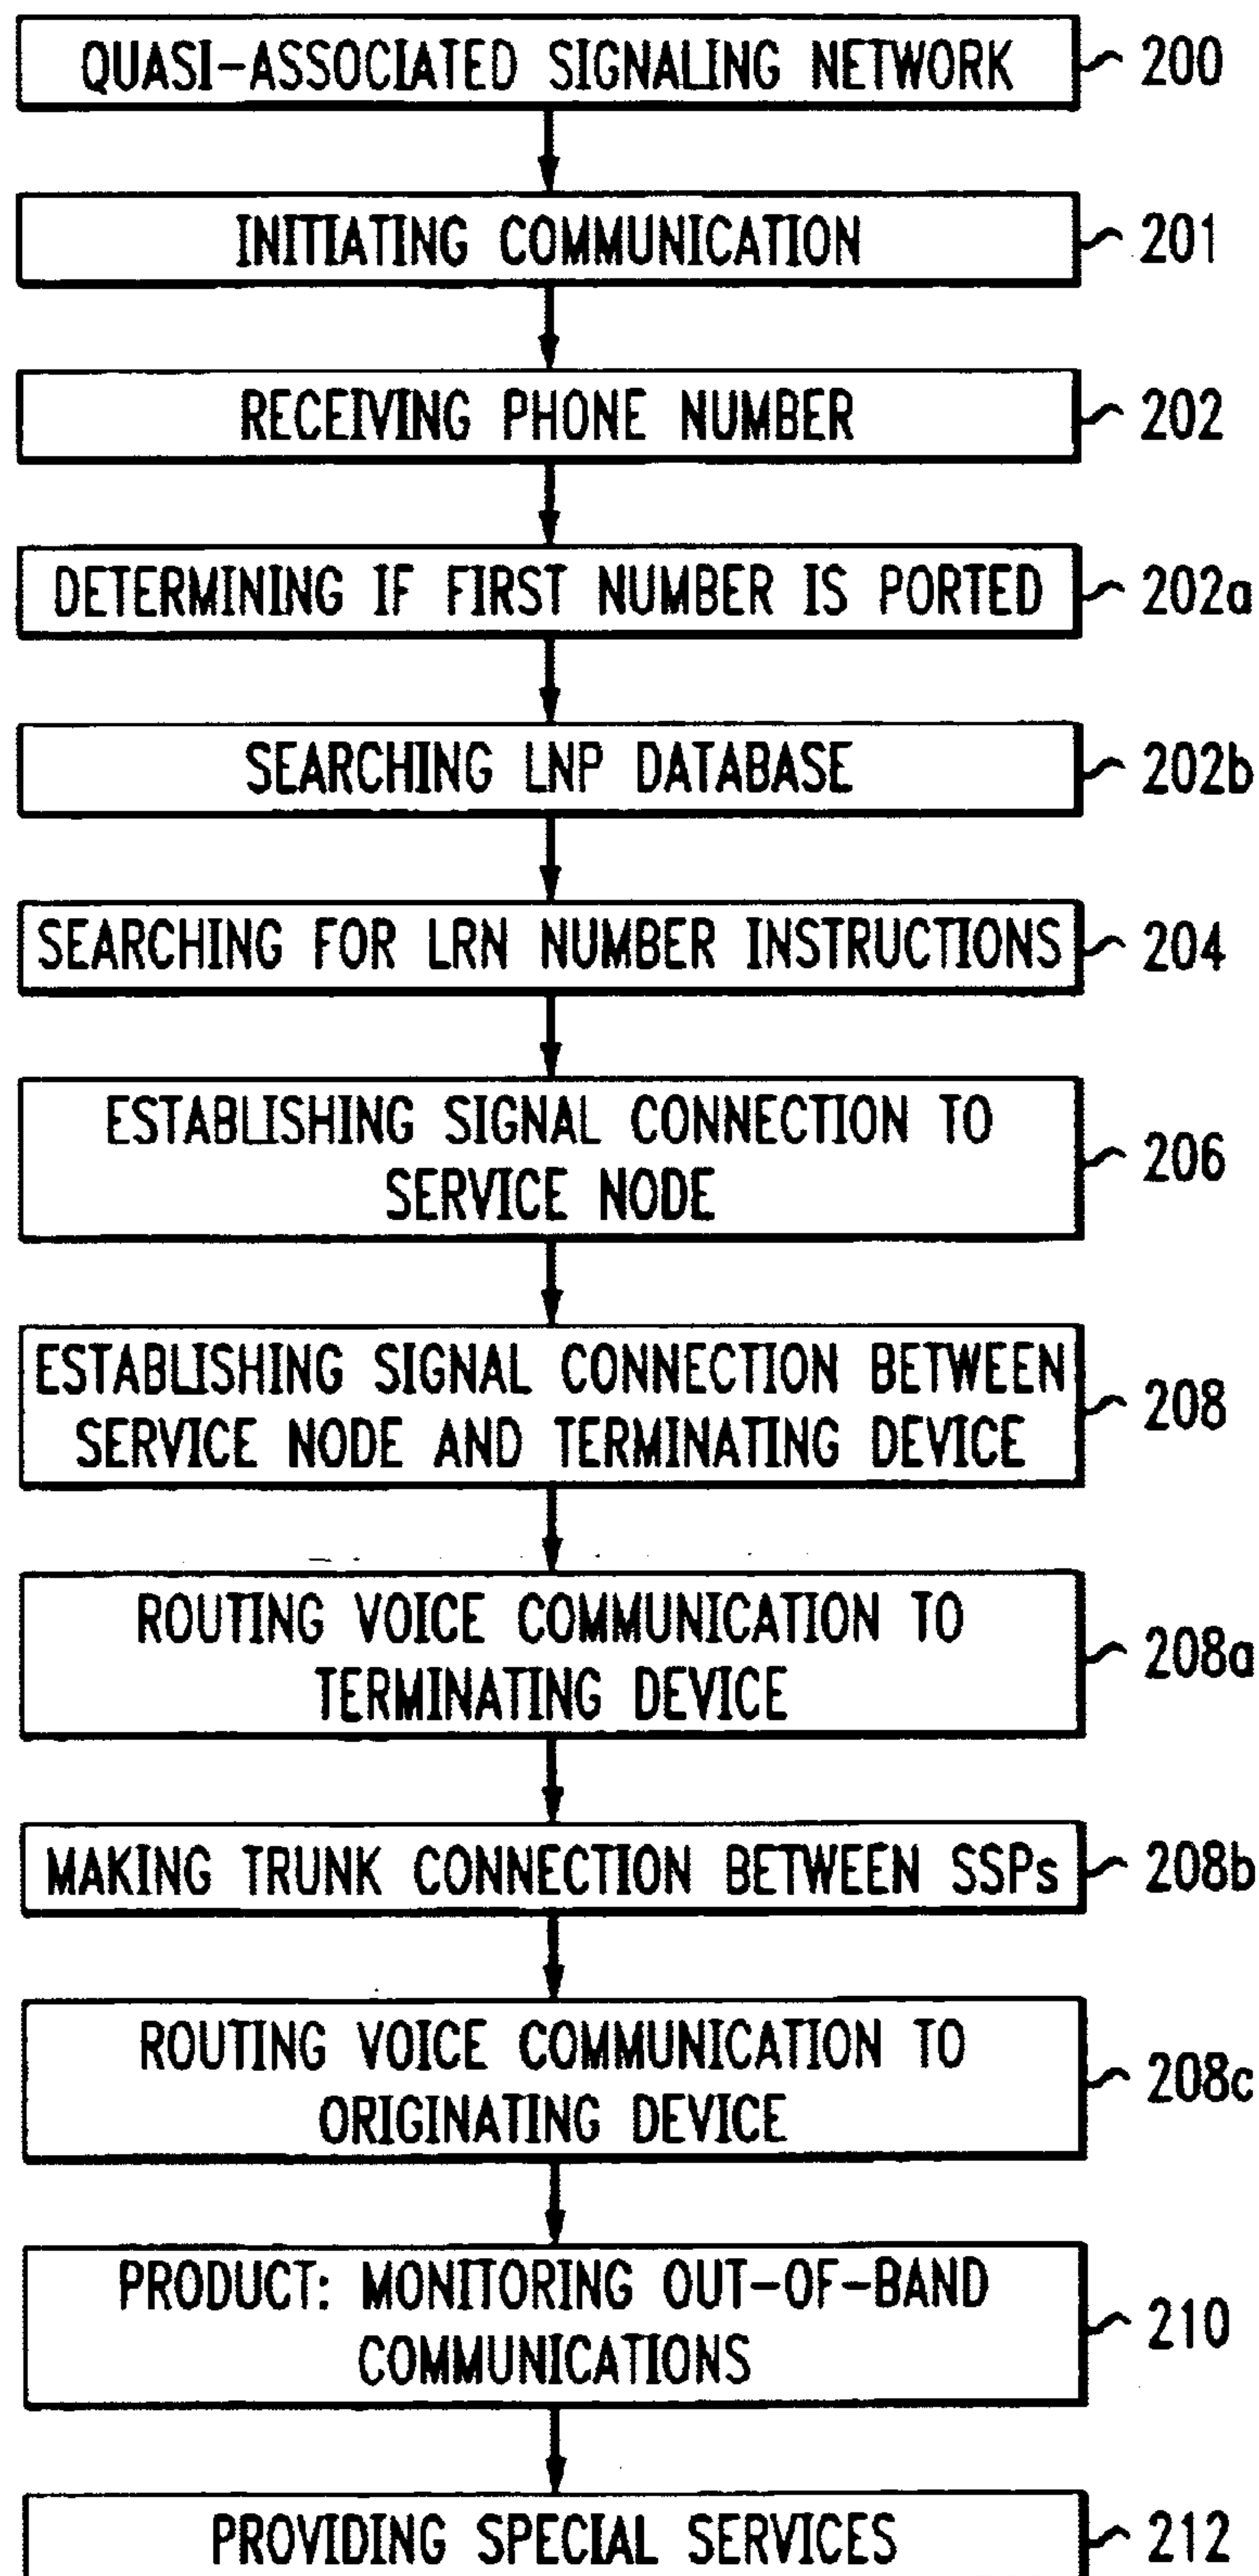 QUASI-ASSOCIATED SIGNALING NETWORK 200
INITIATING COMMUNICATION 201
RECEIVING PHONE NUMBER 202
DETERMINING IF FIRST NUMBER IS PORTED 202a
SEARCHING LNP DATABASE 202b
SEARCHING FOR LRN NUMBER INSTRUCTIONS 204
ESTABLISHING SIGNAL CONNECTION TO
SERVICE NODE 206
ESTABLISHING SIGNAL CONNECTION BETWEEN
SERVICE NODE AND TERMINATING DEVICE 208
ROUTING VOICE COMMUNICATION TO
TERMINATING DEVICE 208a
MAKING TRUNK CONNECTION BETWEEN SSPs 208b
ROUTING VOICE COMMUNICATION TO
ORIGINATING DEVICE 208c
PRODUCT: MONITORING OUT-OF-BAND
COMMUNICATIONS 210
PROVIDING SPECIAL SERVICES 212